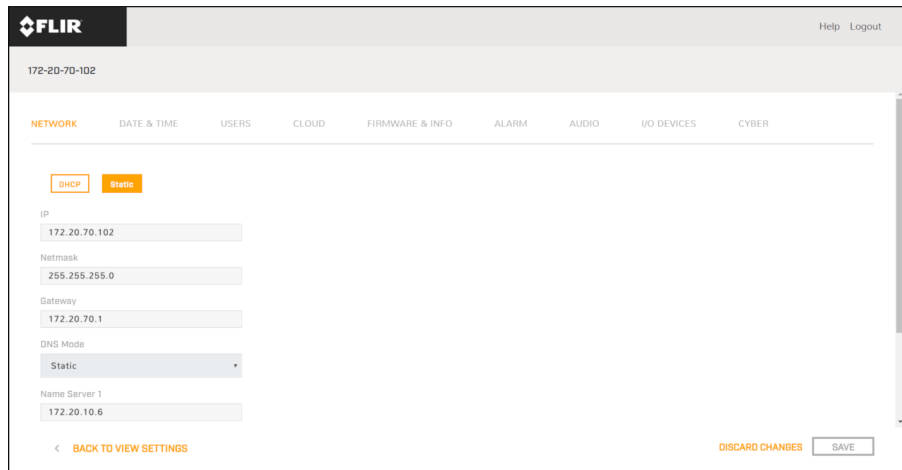 FLIR
Help Logout
172-20-70-102
NETWORK DATE & TIME USERS CLOUD FIRMWARE & INFO ALARM AUDIO I/O DEVICES CYBER
DHCP Static
IP
172.20.70.102
Netmask
255.255.255.0
Gateway
172.20.70.1
DNS Mode
Static
Name Server 1
172.20.10.6
< BACK TO VIEW SETTINGS DISCARD CHANGES SAVE